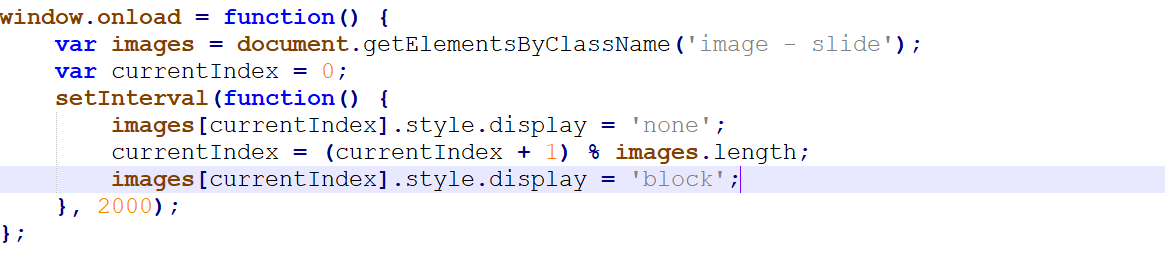 window.onload = function() {
    var images = document.getElementsByClassName('image - slide');
    var currentIndex = 0;
    setInterval(function() {
        images[currentIndex].style.display = 'none';
        currentIndex = (currentIndex + 1) % images.length;
        images[currentIndex].style.display = 'block';
    }, 2000);
};